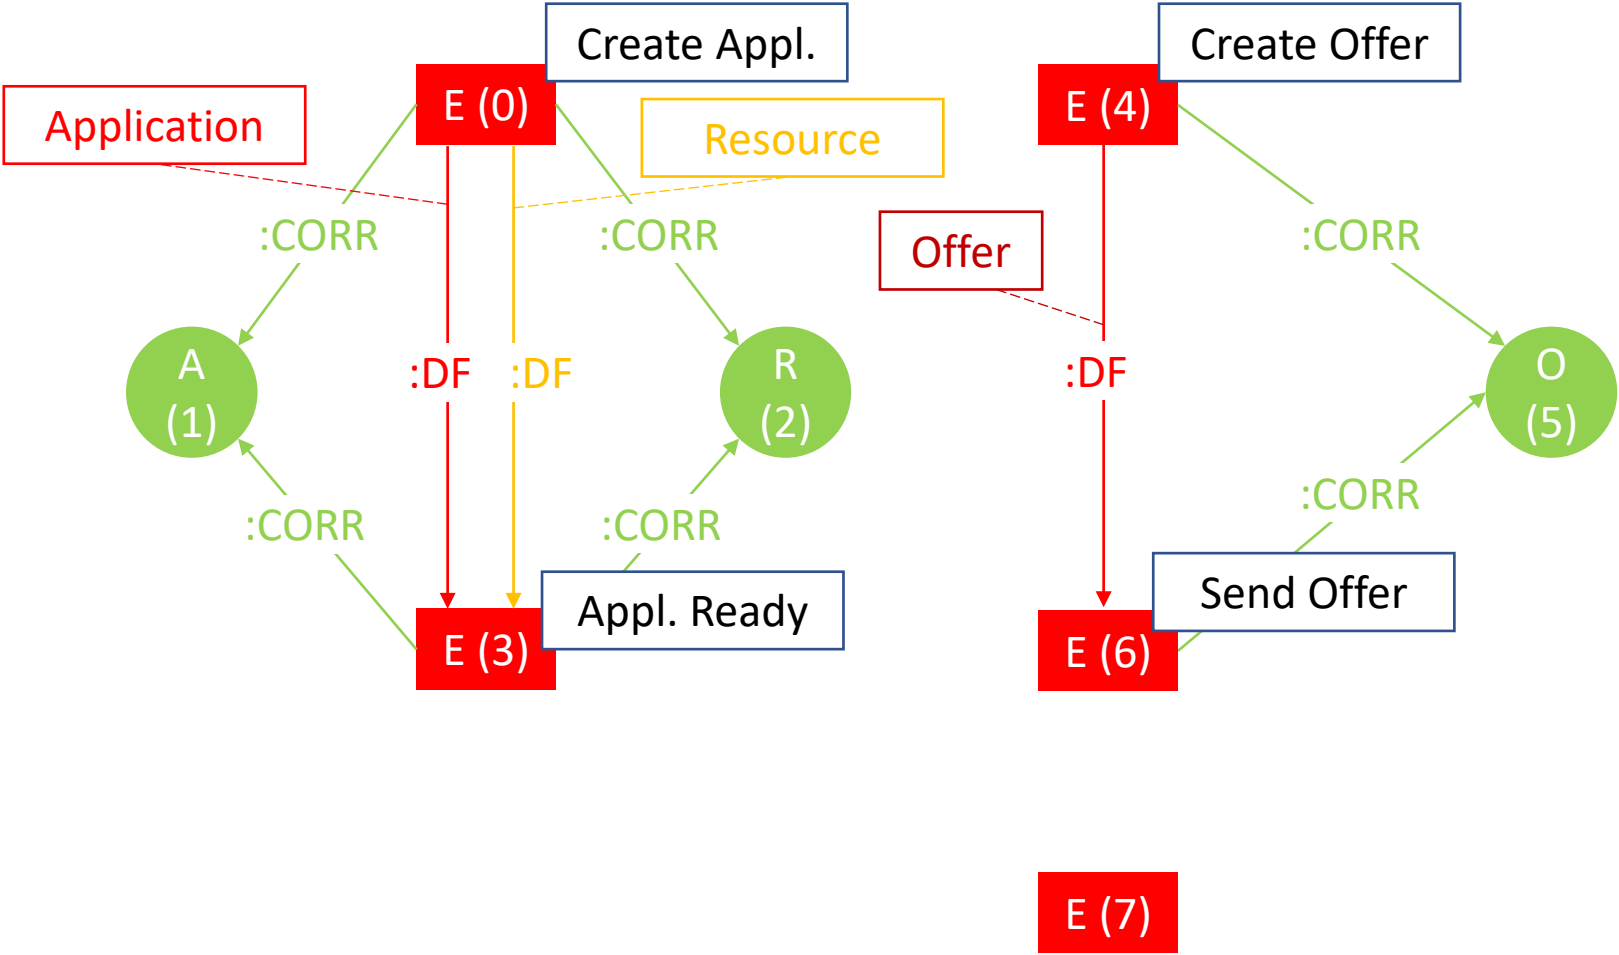 Create Appl.
Create Offer
E (0)
E (4)
Application
Resource
:CORR
:CORR
:CORR
Offer
A
(1)
:DF
:DF
R
(2)
:DF
O
(5)
:CORR
:CORR
:CORR
Appl. Ready
Send Offer
E (3)
E (6)
E (7)